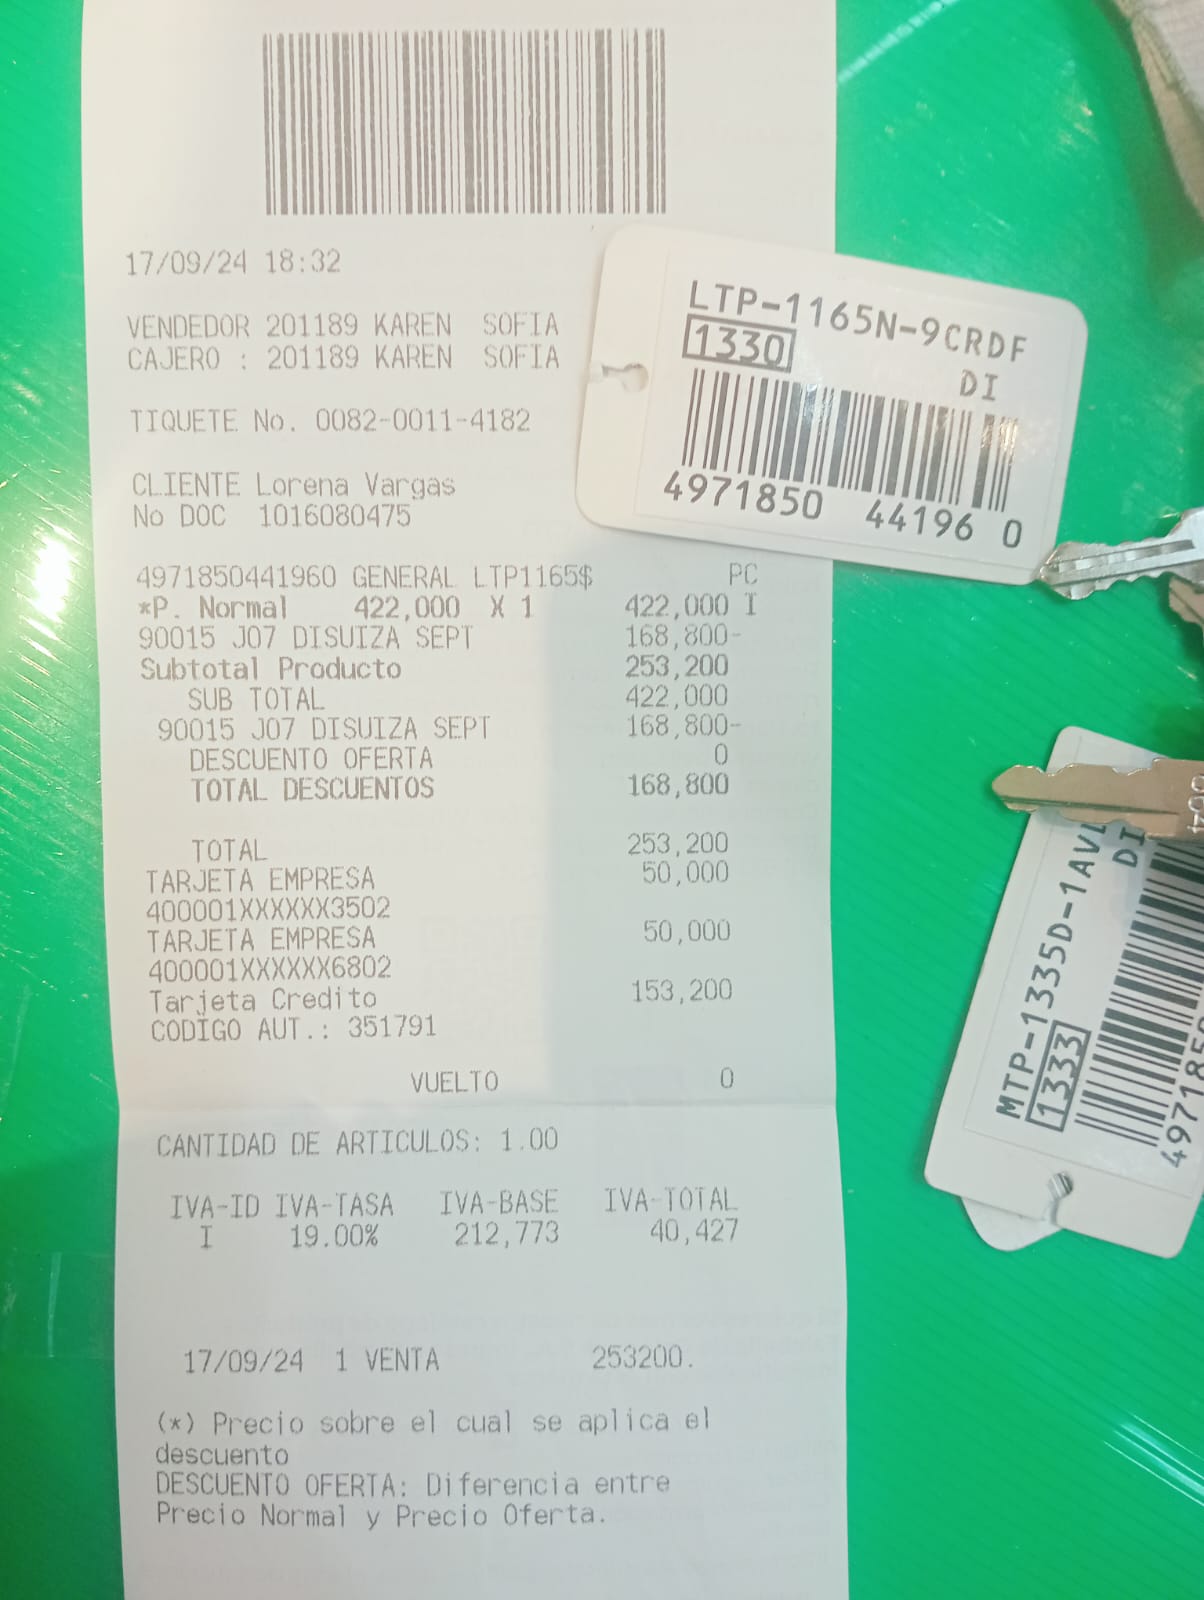 17/09/24 18:32
VENDEDOR 201189 KAREN SOFIA
CAJERO : 201189 KAREN SOFIA
TIQUETE No. 0082-0011-4182
CLIENTE Lorena Vargas
No DOC 1016080475
4971850441960 GENERAL LTP1165$ PC
*P. Normal 422,000 X 1 422,000 I
90015 J07 DISUIZA SEPT 168,800-
Subtotal Producto 253,200
SUB TOTAL 422,000
90015 J07 DISUIZA SEPT 168,800-
DESCUENTO OFERTA 0
TOTAL DESCUENTOS 168,800
TOTAL 253,200
TARJETA EMPRESA 50,000
400001XXXXXX3502
TARJETA EMPRESA 50,000
400001XXXXXX6802
Tarjeta Credito 153,200
CODIGO AUT.: 351791
VUELTO 0
CANTIDAD DE ARTICULOS: 1.00
IVA-ID IVA-TASA IVA-BASE IVA-TOTAL
I 19.00% 212,773 40,427
17/09/24 1 VENTA 253200.
(*) Precio sobre el cual se aplica el
descuento
DESCUENTO OFERTA: Diferencia entre
Precio Normal y Precio Oferta.
LTP-1165N-9CRDF
1330
DI
4971850 44196 0
MTP-1335D-1AV
1333
DI